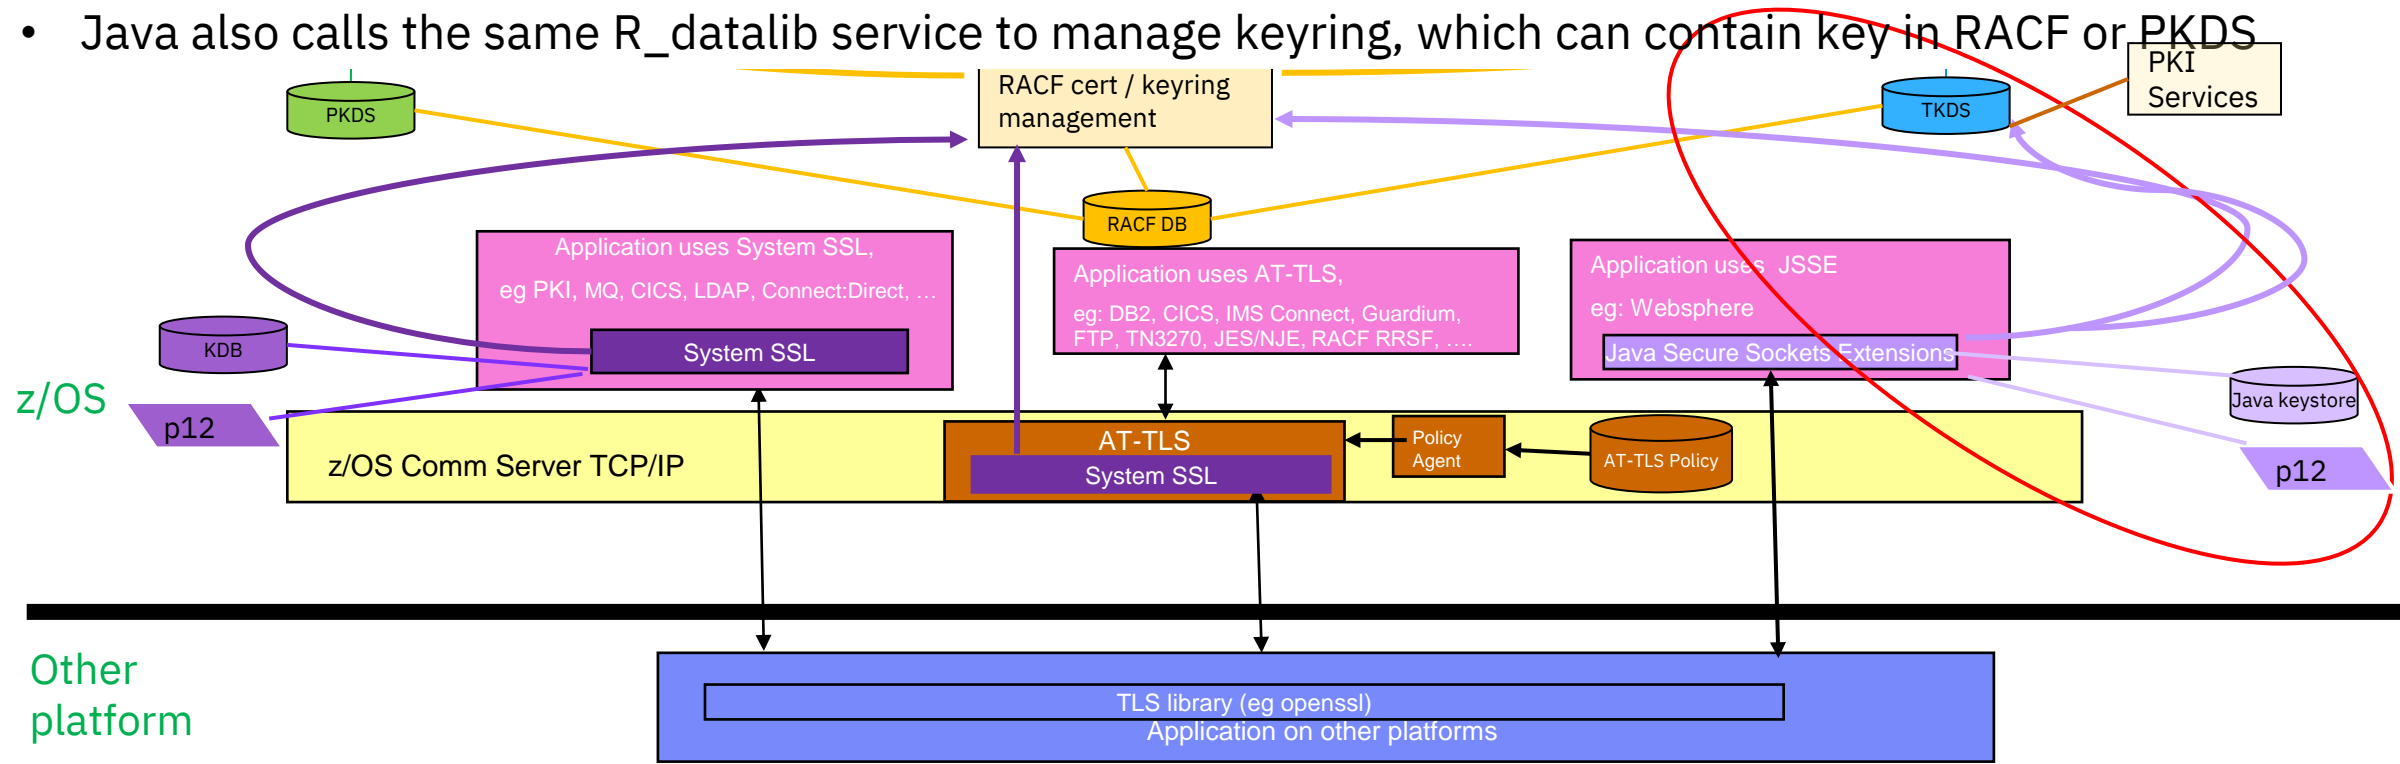 • Java also calls the same R_datalib service to manage keyring, which can contain key in RACF or PKDS
PKI
Services
RACF cert / keyring
management
PKDS
TKDS
RACF DB
Application uses System SSL,
eg PKI, MQ, CICS, LDAP, Connect:Direct, …
System SSL
Application uses AT-TLS,
eg: DB2, CICS, IMS Connect, Guardium,
FTP, TN3270, JES/NJE, RACF RRSF, ….
Application uses JSSE
eg: Websphere
Java Secure Sockets Extensions
KDB
z/OS
p12
Java keystore
p12
z/OS Comm Server TCP/IP
AT-TLS
System SSL
Policy
Agent
AT-TLS Policy
Other
platform
TLS library (eg openssl)
Application on other platforms